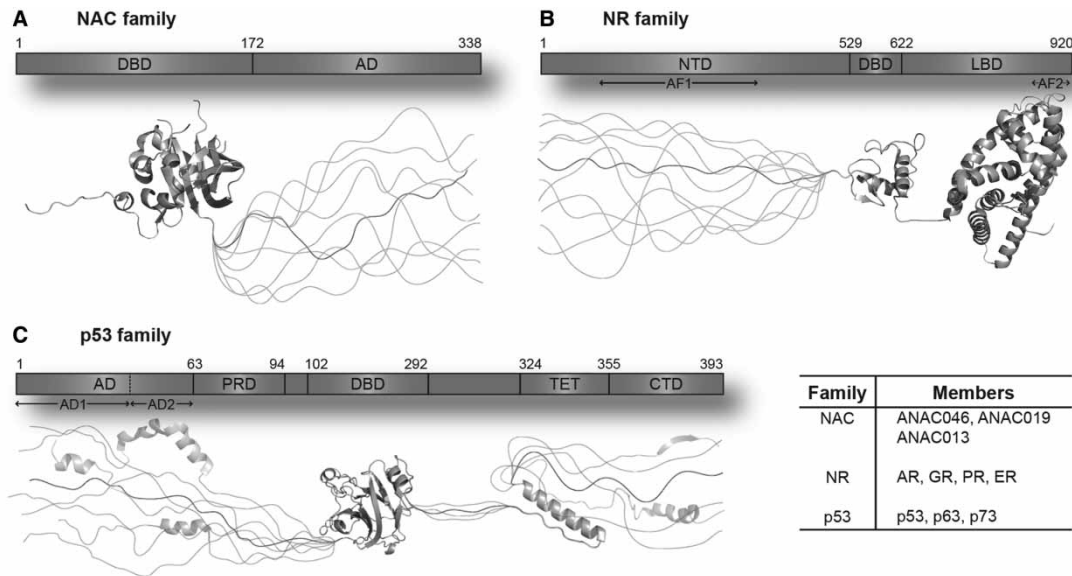 A NAC family
1 172 338
DBD AD
B NR family
1 529 622 920
NTD DBD LBD
AF1 AF2
C p53 family
1 63 94 102 292 324 355 393
AD PRD DBD TET CTD
AD1 AD2
Family Members
NAC ANAC046, ANAC019
ANAC013
NR AR, GR, PR, ER
p53 p53, p63, p73